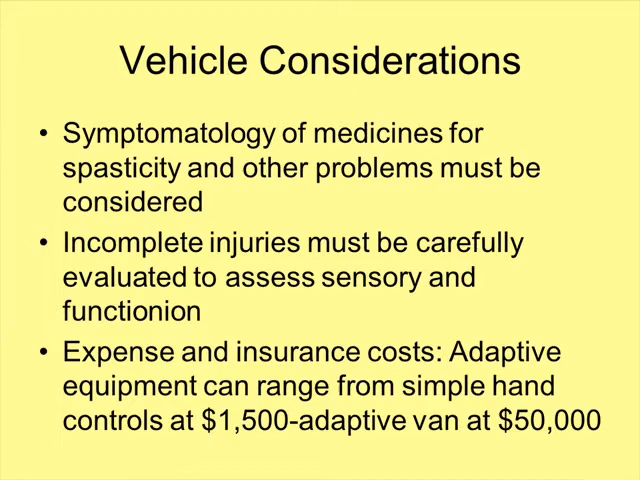 Vehicle Considerations
• Symptomatology of medicines for
spasticity and other problems must be
considered
• Incomplete injuries must be carefully
evaluated to assess sensory and
functionion
• Expense and insurance costs: Adaptive
equipment can range from simple hand
controls at $1,500-adaptive van at $50,000